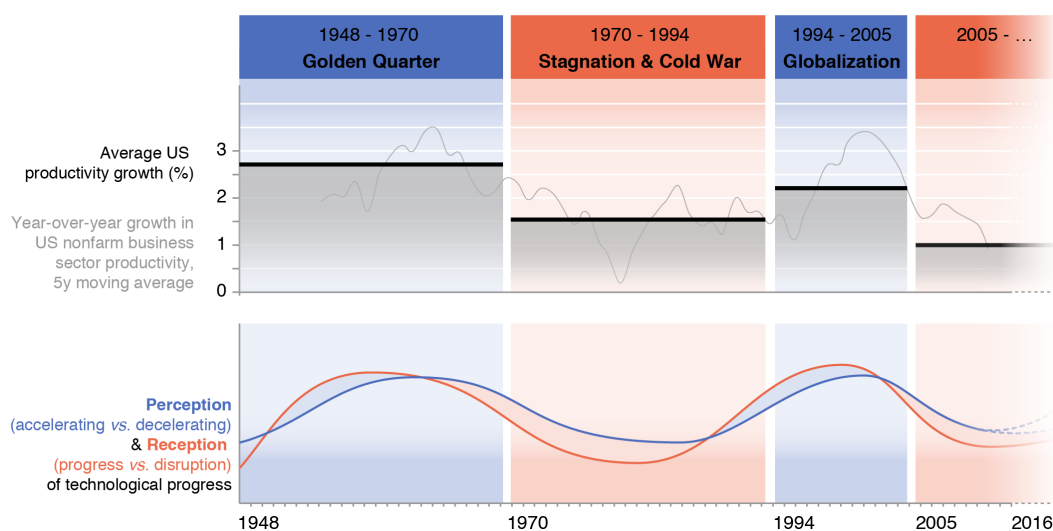 1948 - 1970
Golden Quarter
1970 - 1994
Stagnation & Cold War
1994 - 2005
Globalization
2005 - …
Average US
productivity growth (%)
Year-over-year growth in
US nonfarm business
sector productivity,
5y moving average
3
2
1
0
Perception
(accelerating vs. decelerating)
& Reception
(progress vs. disruption)
of technological progress
1948
1970
1994
2005
2016